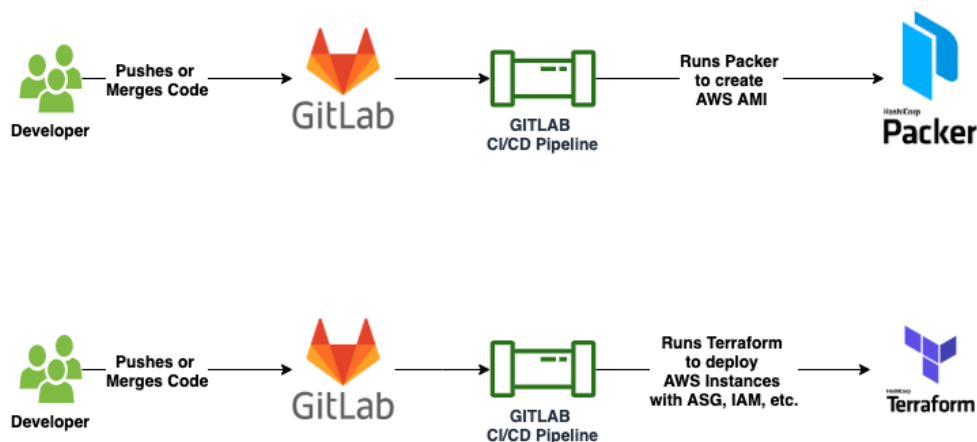 Developer
Pushes or
Merges Code
GitLab
GITLAB
CI/CD Pipeline
Runs Packer
to create
AWS AMI
HashiCorp
Packer
Developer
Pushes or
Merges Code
GitLab
GITLAB
CI/CD Pipeline
Runs Terraform
to deploy
AWS Instances
with ASG, IAM, etc.
HashiCorp
Terraform